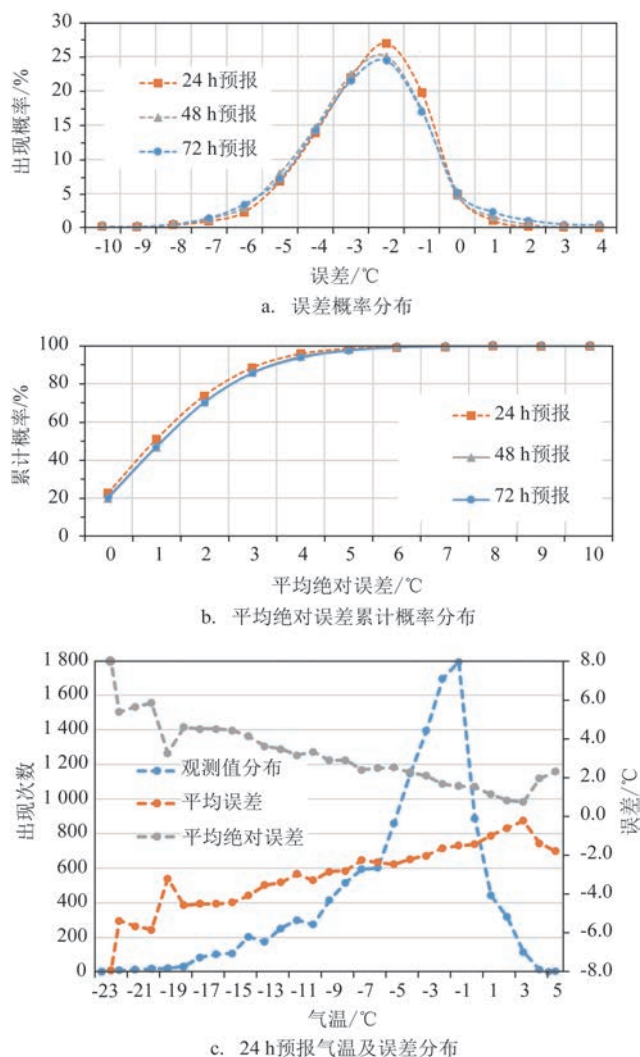 30
25
20
15
10
5
0
出现概率/%
24 h预报
48 h预报
72 h预报
-10 -9 -8 -7 -6 -5 -4 -3 -2 -1 0 1 2 3 4
误差/℃
a. 误差概率分布
100
80
60
40
20
0
累计概率/%
24 h预报
48 h预报
72 h预报
0 1 2 3 4 5 6 7 8 9 10
平均绝对误差/℃
b. 平均绝对误差累计概率分布
1 800
1 600
1 400
1 200
1 000
800
600
400
200
0
出现次数
观测值分布
平均误差
平均绝对误差
8.0
6.0
4.0
2.0
0.0
-2.0
-4.0
-6.0
-8.0
误差/℃
-23 -21 -19 -17 -15 -13 -11 -9 -7 -5 -3 -1 1 3 5
气温/℃
c. 24 h预报气温及误差分布